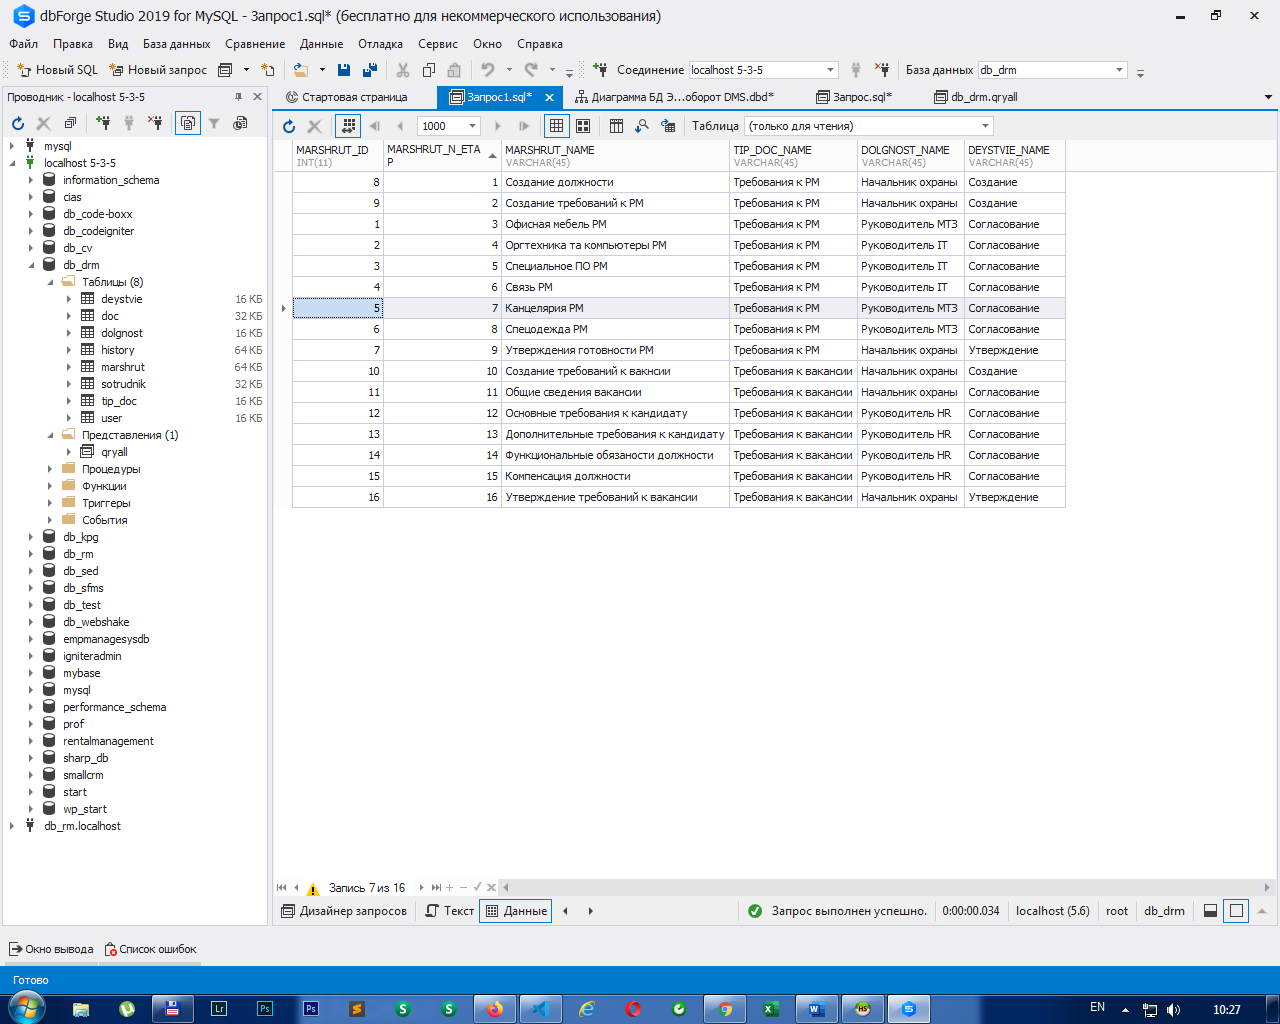 dbForge Studio 2019 for MySQL - Запрос1.sql* (бесплатно для некоммерческого использования)
Файл Правка Вид База данных Сравнение Данные Отладка Сервис Окно Справка
Новый SQL Новый запрос Соединение localhost 5-3-5 База данных db_drm
Проводник - localhost 5-3-5
Стартовая страница Запрос1.sql* Диаграмма БД Э...оборот DMS.dbd* Запрос.sql* db_drm.qryall
1000 Таблица (только для чтения)
mysql
localhost 5-3-5
information_schema
cias
db_code-boxx
db_codeigniter
db_cv
db_drm
Таблицы (8)
deystvie 16 КБ
doc 32 КБ
dolgnost 16 КБ
history 64 КБ
marshrut 64 КБ
sotrudnik 32 КБ
tip_doc 16 КБ
user 16 КБ
Представления (1)
qryall
Процедуры
Функции
Триггеры
События
db_kpg
db_rm
db_sed
db_sfms
db_test
db_webshake
empmanagesysdb
igniteradmin
mybase
mysql
performance_schema
prof
rentalmanagement
sharp_db
smallcrm
start
wp_start
db_rm.localhost
MARSHRUT_ID MARSHRUT_N_ETAP MARSHRUT_NAME TIP_DOC_NAME DOLGNOST_NAME DEYSTVIE_NAME
INT(11) VARCHAR(45) VARCHAR(45) VARCHAR(45) VARCHAR(45)
8 1 Создание должности Требования к РМ Начальник охраны Создание
9 2 Создание требований к РМ Требования к РМ Начальник охраны Создание
1 3 Офисная мебель РМ Требования к РМ Руководитель МТЗ Согласование
2 4 Оргтехника та компьютеры РМ Требования к РМ Руководитель IT Согласование
3 5 Специальное ПО РМ Требования к РМ Руководитель IT Согласование
4 6 Связь РМ Требования к РМ Руководитель IT Согласование
5 7 Канцелярия РМ Требования к РМ Руководитель МТЗ Согласование
6 8 Спецодежда РМ Требования к РМ Руководитель МТЗ Согласование
7 9 Утверждения готовности РМ Требования к РМ Начальник охраны Утверждение
10 10 Создание требований к вакнсии Требования к вакансии Начальник охраны Создание
11 11 Общие сведения вакансии Требования к вакансии Начальник охраны Согласование
12 12 Основные требования к кандидату Требования к вакансии Руководитель HR Согласование
13 13 Дополнительные требования к кандидату Требования к вакансии Руководитель HR Согласование
14 14 Функциональные обязаности должности Требования к вакансии Руководитель HR Согласование
15 15 Компенсация должности Требования к вакансии Руководитель HR Согласование
16 16 Утверждение требований к вакансии Требования к вакансии Начальник охраны Утверждение
Запись 7 из 16
Дизайнер запросов Текст Данные Запрос выполнен успешно. 0:00:00.034 localhost (5.6) root db_drm
Окно вывода Список ошибок
Готово
Lr Ps Ps S S X W HS S EN 10:27